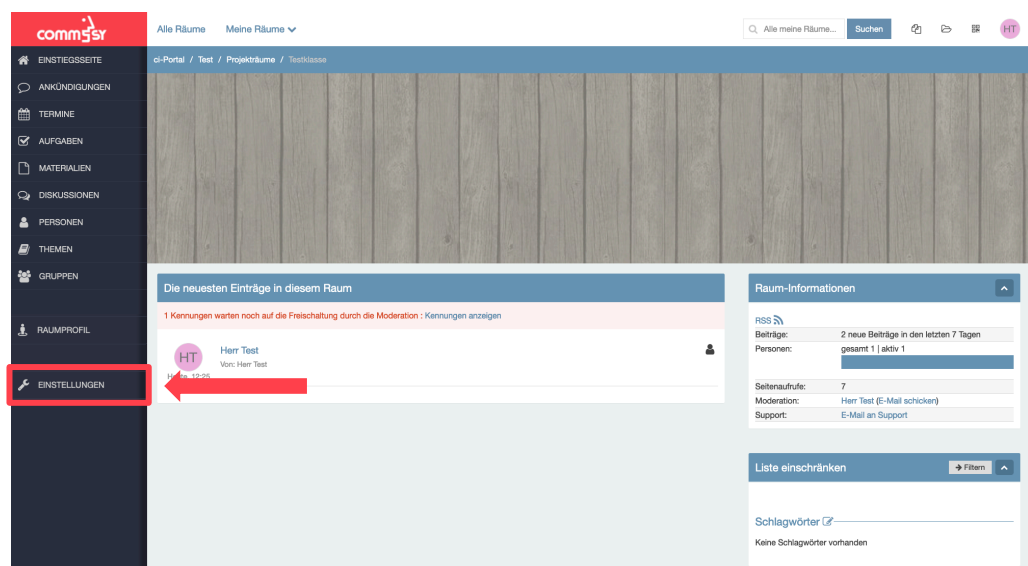 commsy
Alle Räume Meine Räume
Alle meine Räume... Suchen HT
EINSTIEGSSEITE
ANKÜNDIGUNGEN
TERMINE
AUFGABEN
MATERIALIEN
DISKUSSIONEN
PERSONEN
THEMEN
GRUPPEN
RAUMPROFIL
EINSTELLUNGEN
ci-Portal / Test / Projekträume / Testklasse
Die neuesten Einträge in diesem Raum
1 Kennungen warten noch auf die Freischaltung durch die Moderation : Kennungen anzeigen
HT
Herr Test
Von: Herr Test
12:25
Raum-Informationen
RSS
Beiträge: 2 neue Beiträge in den letzten 7 Tagen
Personen: gesamt 1 | aktiv 1
Seitenaufrufe: 7
Moderation: Herr Test (E-Mail schicken)
Support: E-Mail an Support
Liste einschränken
Filtern
Schlagwörter
Keine Schlagwörter vorhanden